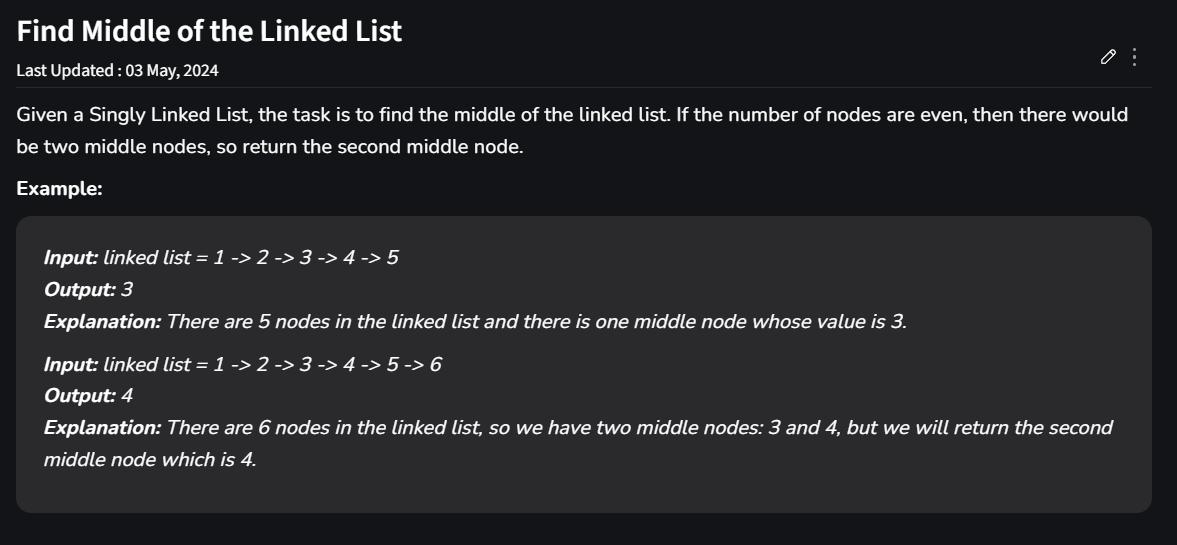 Find Middle of the Linked List
Last Updated : 03 May, 2024
Given a Singly Linked List, the task is to find the middle of the linked list. If the number of nodes are even, then there would
be two middle nodes, so return the second middle node.
Example:
Input: linked list = 1 -> 2 -> 3 -> 4 -> 5
Output: 3
Explanation: There are 5 nodes in the linked list and there is one middle node whose value is 3.
Input: linked list = 1 -> 2 -> 3 -> 4 -> 5 -> 6
Output: 4
Explanation: There are 6 nodes in the linked list, so we have two middle nodes: 3 and 4, but we will return the second
middle node which is 4.